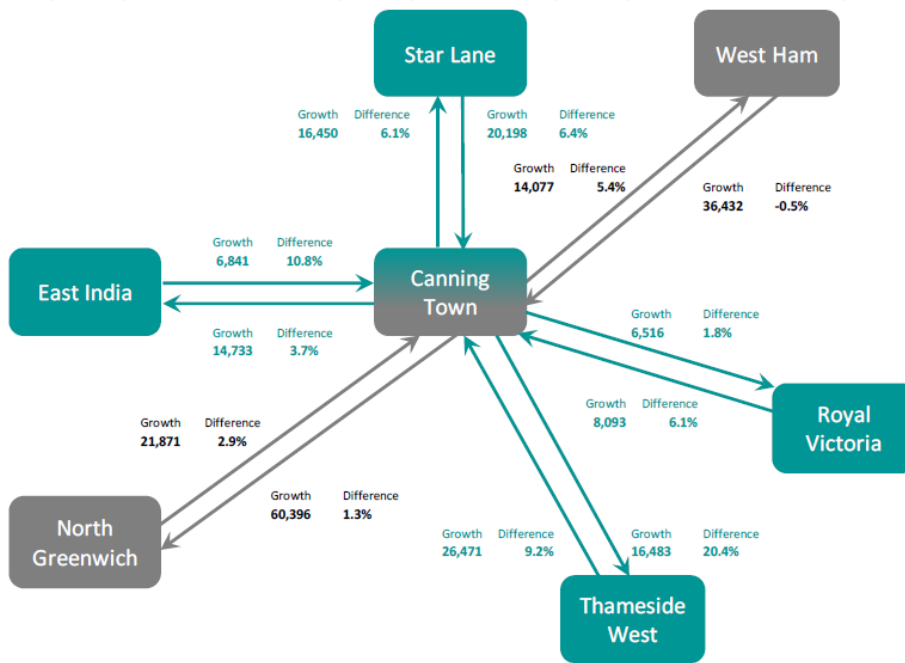 Star Lane
West Ham
Growth Difference
16,450 6.1%
Growth Difference
20,198 6.4%
Growth Difference
14,077 5.4%
Growth Difference
36,432 -0.5%
Growth Difference
6,841 10.8%
East India
Canning
Town
Growth Difference
14,733 3.7%
Growth Difference
6,516 1.8%
Growth Difference
8,093 6.1%
Royal
Victoria
Growth Difference
21,871 2.9%
Growth Difference
60,396 1.3%
North
Greenwich
Growth Difference
26,471 9.2%
Growth Difference
16,483 20.4%
Thameside
West